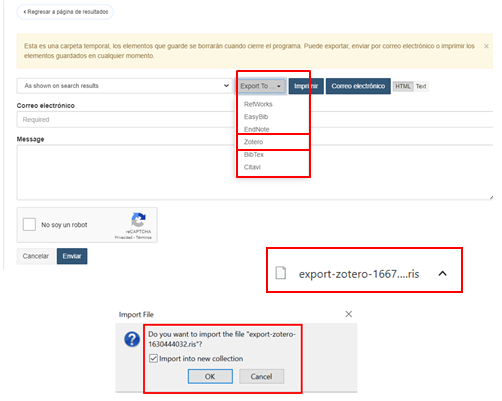 Regresar a página de resultados
Esta es una carpeta temporal, los elementos que guarde se borrarán cuando cierre el programa. Puede exportar, enviar por correo electrónico o imprimir los
elementos guardados en cualquier momento.
×
As shown on search results
Export To ...
Imprimir
Correo electrónico
HTML
Text
RefWorks
EasyBib
EndNote
Zotero
BibTex
Citavi
Correo electrónico
Required
Message
No soy un robot
reCAPTCHA
Privacidad - Términos
Cancelar
Enviar
export-zotero-1667....ris
Import File
Do you want to import the file "export-zotero-
1630444032.ris"?
Import into new collection
OK
Cancel